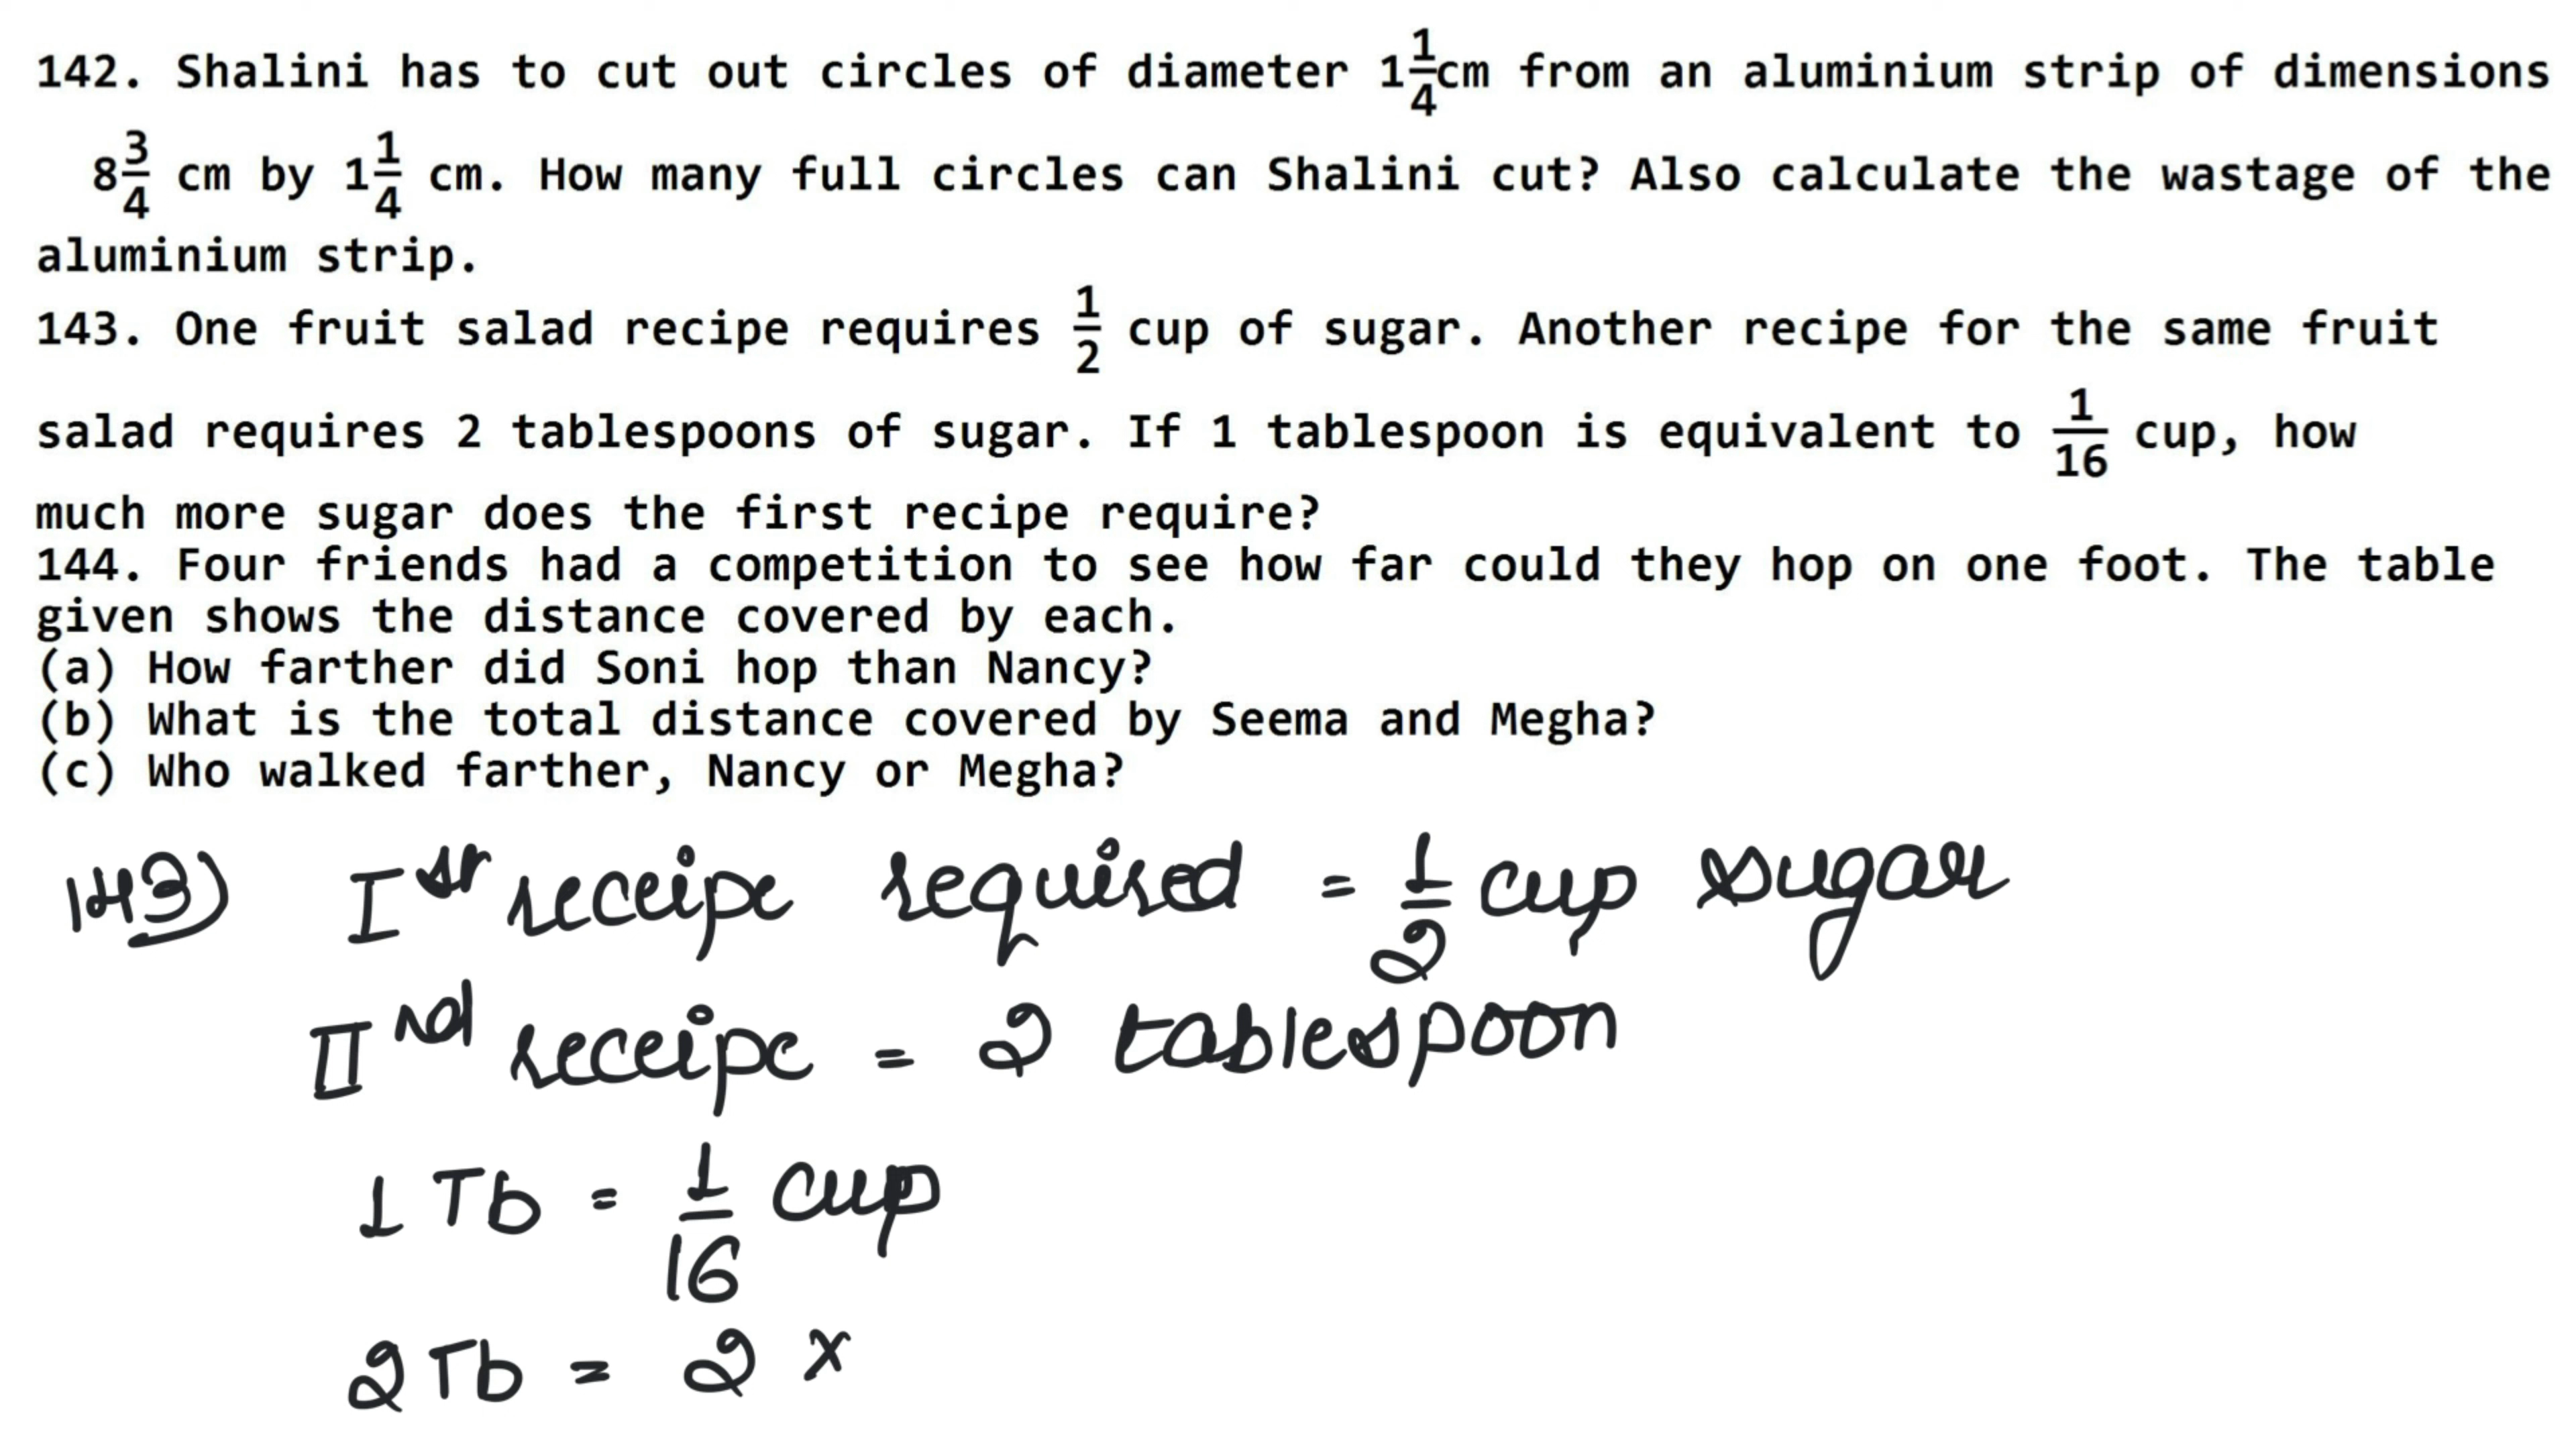 142. Shalini has to cut out circles of diameter 1 1/4 cm from an aluminium strip of dimensions
8 3/4 cm by 1 1/4 cm. How many full circles can Shalini cut? Also calculate the wastage of the
aluminium strip.
143. One fruit salad recipe requires 1/2 cup of sugar. Another recipe for the same fruit
salad requires 2 tablespoons of sugar. If 1 tablespoon is equivalent to 1/16 cup, how
much more sugar does the first recipe require?
144. Four friends had a competition to see how far could they hop on one foot. The table
given shows the distance covered by each.
(a) How farther did Soni hop than Nancy?
(b) What is the total distance covered by Seema and Megha?
(c) Who walked farther, Nancy or Megha?
143) Ist receipe required = 1/2 cup sugar
IInd receipe = 2 tablespoon
1 Tb = 1/16 cup
2 Tb = 2 ×